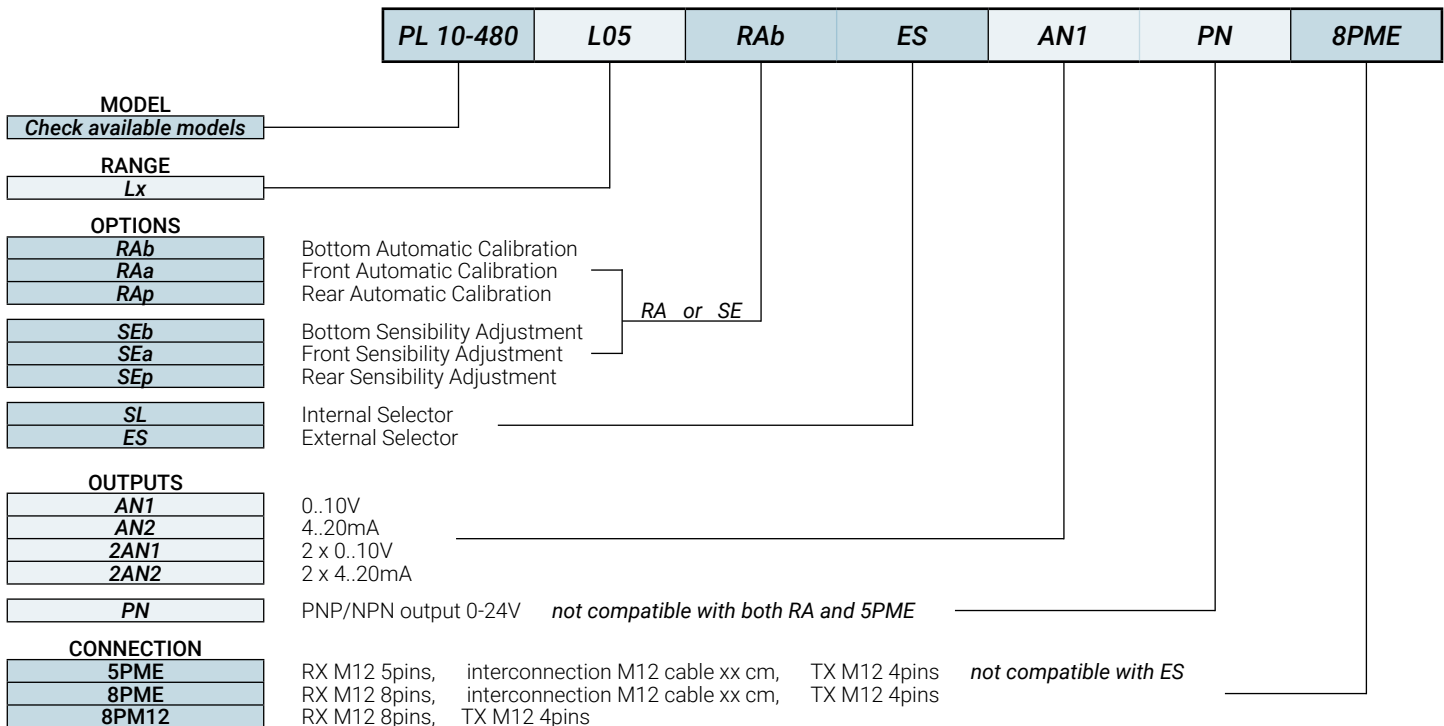 PL 10-480 L05 RAb ES AN1 PN 8PME
MODEL
Check available models
RANGE
Lx
OPTIONS
RAb Bottom Automatic Calibration
RAa Front Automatic Calibration
RAp Rear Automatic Calibration
RA or SE
SEb Bottom Sensibility Adjustment
SEa Front Sensibility Adjustment
SEp Rear Sensibility Adjustment
SL Internal Selector
ES External Selector
OUTPUTS
AN1 0..10V
AN2 4..20mA
2AN1 2 x 0..10V
2AN2 2 x 4..20mA
PN PNP/NPN output 0-24V not compatible with both RA and 5PME
CONNECTION
5PME RX M12 5pins, interconnection M12 cable xx cm, TX M12 4pins not compatible with ES
8PME RX M12 8pins, interconnection M12 cable xx cm, TX M12 4pins
8PM12 RX M12 8pins, TX M12 4pins